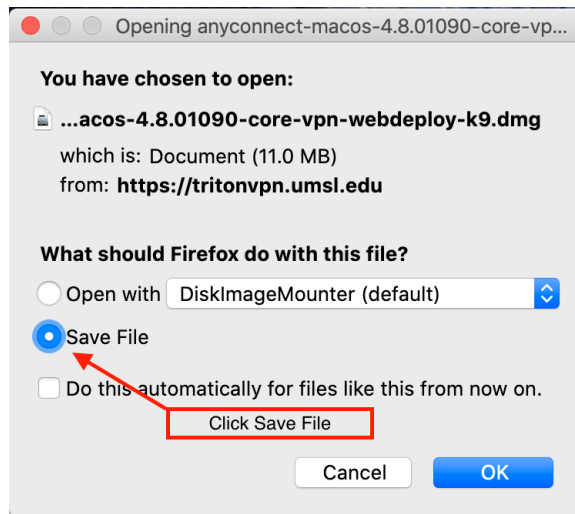 Opening anyconnect-macos-4.8.01090-core-vp...
You have chosen to open:
...acos-4.8.01090-core-vpn-webdeploy-k9.dmg
which is: Document (11.0 MB)
from: https://tritonvpn.umsl.edu
What should Firefox do with this file?
Open with DiskImageMounter (default)
Save File
Do this automatically for files like this from now on.
Click Save File
Cancel OK